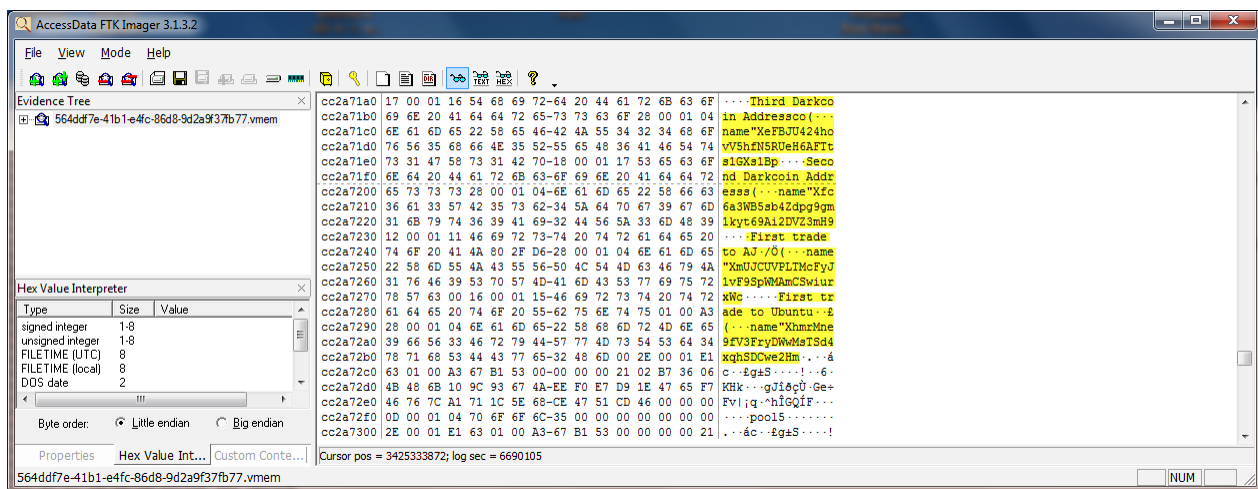 AccessData FTK Imager 3.1.3.2
File View Mode Help
Evidence Tree
564ddf7e-41b1-e4fc-86d8-9d2a9f37fb77.vmem
Hex Value Interpreter
Type Size Value
signed integer 1-8
unsigned integer 1-8
FILETIME (UTC) 8
FILETIME (local) 8
DOS date 2
Byte order: Little endian Big endian
Properties Hex Value Int... Custom Conte...
cc2a71a0 17 00 01 16 54 68 69 72-64 20 44 61 72 6B 63 6F ····Third Darkco
cc2a71b0 69 6E 20 41 64 64 72 65-73 73 63 6F 28 00 01 04 in Addressco(···
cc2a71c0 6E 61 6D 65 22 58 65 46-42 4A 55 34 32 34 68 6F name"XeFBJU424ho
cc2a71d0 76 56 35 68 66 4E 35 52-55 65 48 36 41 46 54 74 vV5hfN5RUeH6AFTt
cc2a71e0 73 31 47 58 73 31 42 70-18 00 01 17 53 65 63 6F s1GXs1Bp····Seco
cc2a71f0 6E 64 20 44 61 72 6B 63-6F 69 6E 20 41 64 64 72 nd Darkcoin Addr
cc2a7200 65 73 73 73 28 00 01 04-6E 61 6D 65 22 58 66 63 esss(···name"Xfc
cc2a7210 36 61 33 57 42 35 73 62-34 5A 64 70 67 39 67 6D 6a3WB5sb4Zdpg9gm
cc2a7220 31 6B 79 74 36 39 41 69-32 44 56 5A 33 6D 48 39 1kyt69Ai2DVZ3mH9
cc2a7230 12 00 01 11 46 69 72 73-74 20 74 72 61 64 65 20 ····First trade
cc2a7240 74 6F 20 41 4A 80 2F D6-28 00 01 04 6E 61 6D 65 to AJ·/Ö(···name
cc2a7250 22 58 6D 55 4A 43 55 56-50 4C 54 4D 63 46 79 4A "XmUJCUVPLTMcFyJ
cc2a7260 31 76 46 39 53 70 57 4D-41 6D 43 53 77 69 75 72 1vF9SpWMAmCSwiur
cc2a7270 78 57 63 00 16 00 01 15-46 69 72 73 74 20 74 72 xWc·····First tr
cc2a7280 61 64 65 20 74 6F 20 55-62 75 6E 74 75 01 00 A3 ade to Ubuntu··£
cc2a7290 28 00 01 04 6E 61 6D 65-22 58 68 6D 72 4D 6E 65 (···name"XhmrMne
cc2a72a0 39 66 56 33 46 72 79 44-57 77 4D 73 54 53 64 34 9fV3FryDWwMsTSd4
cc2a72b0 78 71 68 53 44 43 77 65-32 48 6D 00 2E 00 01 E1 xqhSDCwe2Hm·.··á
cc2a72c0 63 01 00 A3 67 B1 53 00-00 00 00 21 02 B7 36 06 c··£g±S····!··6·
cc2a72d0 4B 48 6B 10 9C 93 67 4A-EE F0 E7 D9 1E 47 65 F7 KHk···gJîðçÙ·Ge÷
cc2a72e0 46 76 7C A1 71 1C 5E 68-CE 47 51 CD 46 00 00 00 Fv|¡q·^hÎGQÍF···
cc2a72f0 0D 00 01 04 70 6F 6F 6C-35 00 00 00 00 00 00 00 ····pool5·······
cc2a7300 2E 00 01 E1 63 01 00 A3-67 B1 53 00 00 00 00 21 .··ác··£g±S····!
Cursor pos = 3425333872; log sec = 6690105
564ddf7e-41b1-e4fc-86d8-9d2a9f37fb77.vmem NUM